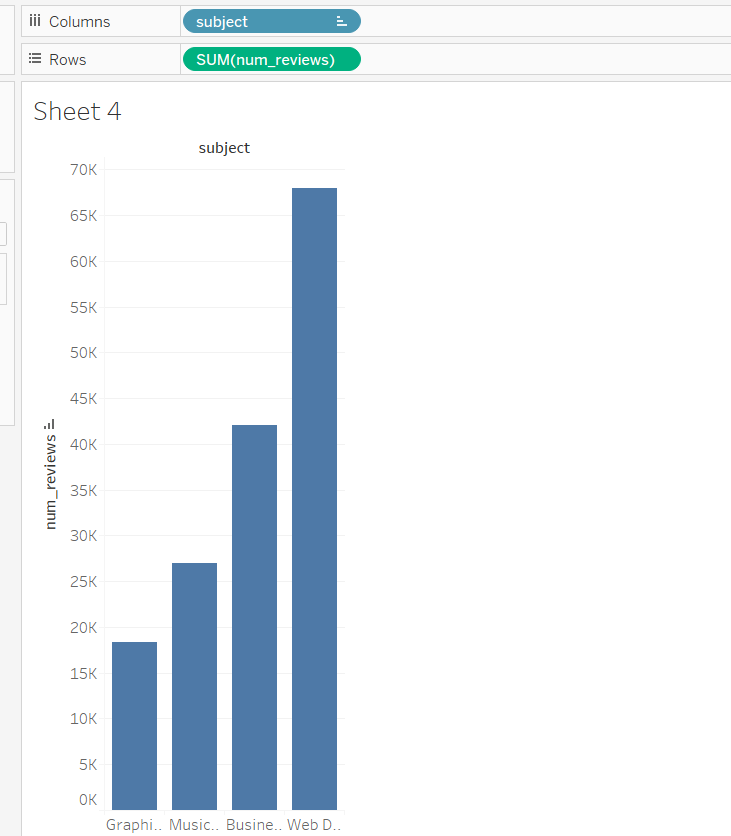 Columns subject
Rows SUM(num_reviews)
Sheet 4
subject
70K
65K
60K
55K
50K
45K
40K
35K
30K
25K
20K
15K
10K
5K
0K
num_reviews
Graphi.. Music.. Busine.. Web D..